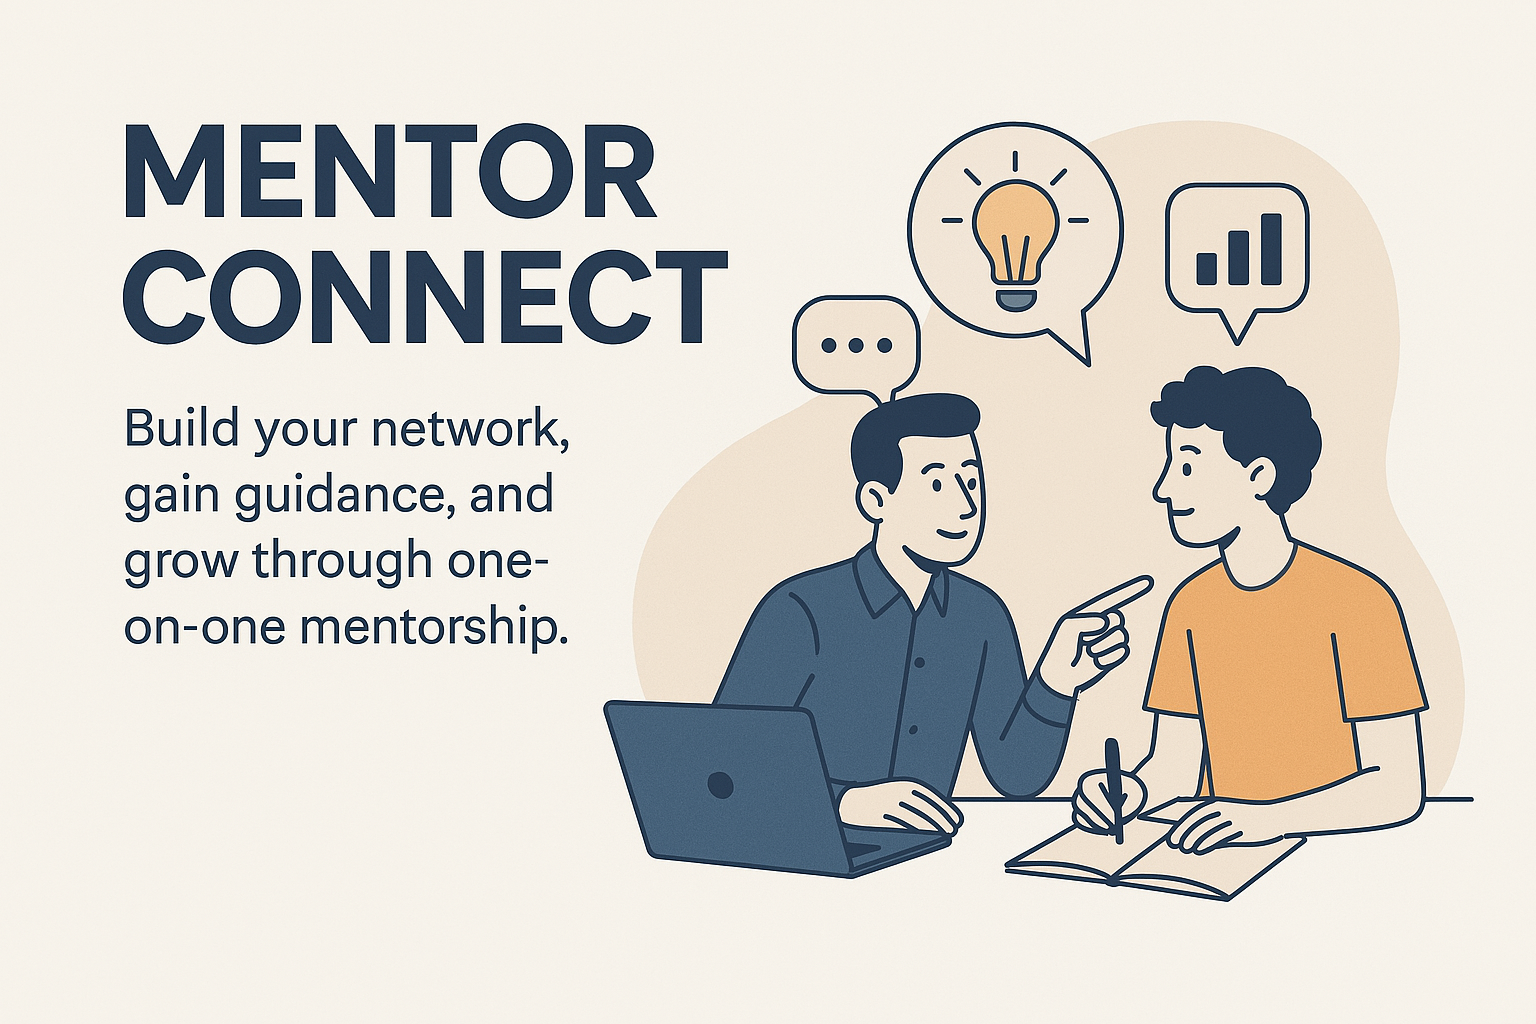 MENTOR
CONNECT
Build your network,
gain guidance, and
grow through one-
on-one mentorship.